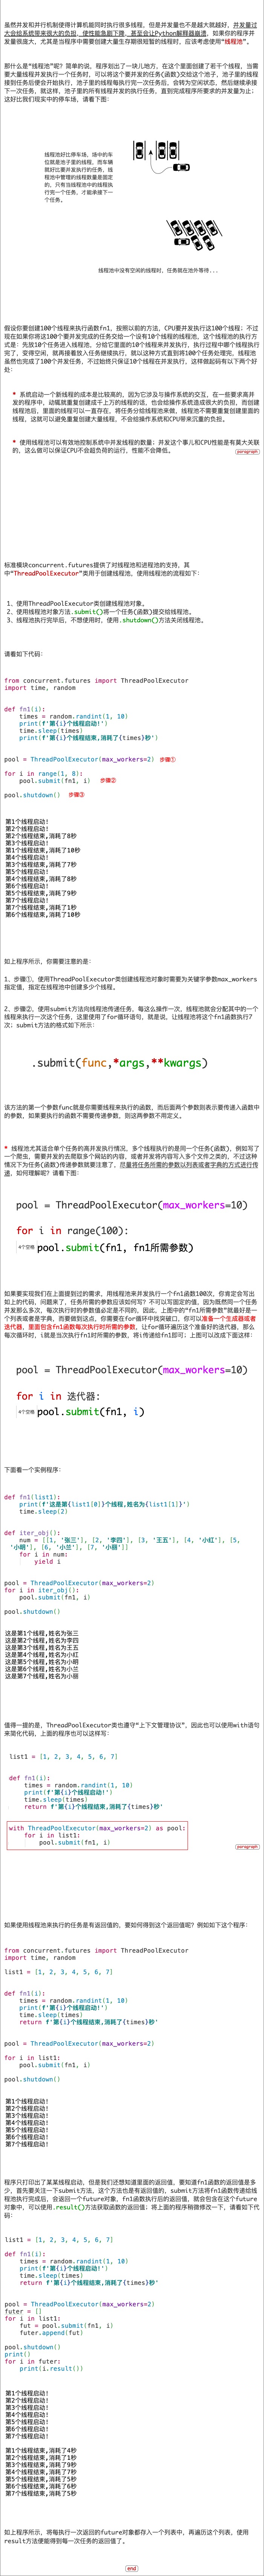 虽然并发和并行机制使得计算机能同时执行很多线程，但是并发量也不是越大就越好，并发量过
大会给系统带来很大的负担，使性能急剧下降，甚至会让Python解释器崩溃，如果你的程序并
发量很庞大，尤其是当程序中需要创建大量生存期很短暂的线程时，应该考虑使用“线程池”。
那什么是“线程池”呢？简单的说，程序划出了一块儿地方，在这个里面创建了若干个线程，当需
要大量线程并发执行一个任务时，可以将这个要并发的任务(函数)交给这个池子，池子里的线程
接到任务后便会开始执行，池子里的线程每执行完一次任务后，会转为空闲状态，然后继续承接下
一次任务，就这样，池子里的所有线程并发执行，直到完成程序所要求的并发量为止：
这好比我们现实中的停车场，请看下图：
线程池好比停车场，场中的车
位就是池子里的线程，而车辆
就好比要并发执行的任务，线
程池中管理的线程数量是固定
的，只有当线程池中的线程执
行完一个任务，才能承接下一
个任务。
线程池中没有空闲的线程时，任务就在池外等待...
假设你要创建100个线程来执行函数fn1，按照以前的方法，CPU要并发执行这100个线程；不过
现在如果你将这100个要并发完成的任务交给一个设有10个线程的线程池，这个线程池的执行方
式是：先放10个任务进入线程池，分给它里面的10个线程来并发执行，执行过程中哪个线程执行
完了，变得空闲，就再接着放入任务继续执行，就以这种方式直到将100个任务处理完。线程池
虽然也完成了100个并发任务，不过始终只保证10个线程在并发执行，这样做起码有以下两个好
处：
* 系统启动一个新线程的成本是比较高的，因为它涉及与操作系统的交互，在一些要求高并
发的程序中，动辄就重复创建成千上万的线程的话，也会给操作系统造成很大的负担，而创建
线程池后，里面的线程可以一直存在，将任务分给线程池来做，线程池不需要重复创建里面的
线程，这就可以避免重复创建大量线程，不会给操作系统和CPU带来沉重的负担。
* 使用线程池可以有效地控制系统中并发线程的数量；并发这个事儿和CPU性能是有莫大关联
的，这么做可以保证CPU不会超负荷的运行，性能不会降低。
paragraph
标准模块concurrent.futures提供了对线程池和进程池的支持，其
中“ThreadPoolExecutor”类用于创建线程池，使用线程池的流程如下：
1、使用ThreadPoolExecutor类创建线程池对象。
2、使用线程池对象方法.submit()将一个任务(函数)提交给线程池。
3、线程池执行完毕后，不想使用时，使用.shutdown()方法关闭线程池。
请看如下代码：
from concurrent.futures import ThreadPoolExecutor
import time, random
def fn1(i):
    times = random.randint(1, 10)
    print(f'第{i}个线程启动!')
    time.sleep(times)
    print(f'第{i}个线程结束,消耗了{times}秒')
pool = ThreadPoolExecutor(max_workers=2) 步骤①
for i in range(1, 8):
    pool.submit(fn1, i) 步骤②
pool.shutdown() 步骤③
第1个线程启动!
第2个线程启动!
第2个线程结束,消耗了8秒
第3个线程启动!
第1个线程结束,消耗了10秒
第4个线程启动!
第3个线程结束,消耗了7秒
第5个线程启动!
第4个线程结束,消耗了8秒
第6个线程启动!
第5个线程结束,消耗了9秒
第7个线程启动!
第7个线程结束,消耗了1秒
第6个线程结束,消耗了10秒
如上程序所示，你需要注意的是：
1、步骤①，使用ThreadPoolExecutor类创建线程池对象时需要为关键字参数max_workers
指定值，指定在线程池中创建多少个线程。
2、步骤②，使用submit方法向线程池传递任务，每这么操作一次，线程池就会分配其中的一个
线程来执行一次这个任务，这里使用了for循环语句，就是说，让线程池将这个fn1函数执行7
次；submit方法的格式如下所示：
.submit(func,*args,**kwargs)
该方法的第一个参数func就是你需要线程来执行的函数，而后面两个参数则表示要传递入函数中
的参数，如果要执行的函数不需要传递参数，则这两参数不用定义。
* 线程池尤其适合单个任务的高并发执行情况，多个线程执行的是同一个任务(函数)，例如写了
一个爬虫，需要并发的去爬取多个网站的内容，或者并发将内容写入多个文件之类的，不过这种
情况下为任务(函数)传递参数就要注意了，尽量将任务所需的参数以列表或者字典的方式进行传
递，如何理解呢？请看下图：
pool = ThreadPoolExecutor(max_workers=10)
for i in range(100):
4个空格 pool.submit(fn1, fn1所需参数)
如果要实现我们在上面提到过的需求，用线程池来并发执行一个fn1函数100次，你肯定会写出
如上的代码，问题来了，任务所需的参数应该如何写？不可以写固定的值，因为虽然同一个任务
并发那么多次，每次执行时的参数值必定是不同的，因此，上图中的“fn1所需参数”就最好是一
个列表或者是字典，而要做到这点，你需要在for循环中找突破口，你可以准备一个生成器或者
迭代器，里面包含fn1函数每次执行时所需的参数，让for循环遍历这个准备好的迭代器，那么
每次循环时，i就是当次执行fn1时所需的参数，将i传递给fn1即可；上图可以改成下面这样：
pool = ThreadPoolExecutor(max_workers=10)
for i in 迭代器:
4个空格 pool.submit(fn1, i)
下面看一个实例程序：
def fn1(list1):
    print(f'这是第{list1[0]}个线程,姓名为{list1[1]}')
    time.sleep(2)
def iter_obj():
    num = [[1, '张三'], [2, '李四'], [3, '王五'], [4, '小红'], [5,
'小明'], [6, '小兰'], [7, '小丽']]
    for i in num:
        yield i
pool = ThreadPoolExecutor(max_workers=2)
for i in iter_obj():
    pool.submit(fn1, i)
pool.shutdown()
这是第1个线程,姓名为张三
这是第2个线程,姓名为李四
这是第3个线程,姓名为王五
这是第4个线程,姓名为小红
这是第5个线程,姓名为小明
这是第6个线程,姓名为小兰
这是第7个线程,姓名为小丽
值得一提的是，ThreadPoolExecutor类也遵守“上下文管理协议”，因此也可以使用with语句
来简化代码，上面的程序也可以这样写：
list1 = [1, 2, 3, 4, 5, 6, 7]
def fn1(i):
    times = random.randint(1, 10)
    print(f'第{i}个线程启动!')
    time.sleep(times)
    return f'第{i}个线程结束,消耗了{times}秒'
with ThreadPoolExecutor(max_workers=2) as pool:
    for i in list1:
        pool.submit(fn1, i)
paragraph
如果使用线程池来执行的任务是有返回值的，要如何得到这个返回值呢？例如如下这个程序：
from concurrent.futures import ThreadPoolExecutor
import time, random
list1 = [1, 2, 3, 4, 5, 6, 7]
def fn1(i):
    times = random.randint(1, 10)
    print(f'第{i}个线程启动!')
    time.sleep(times)
    return f'第{i}个线程结束,消耗了{times}秒'
pool = ThreadPoolExecutor(max_workers=2)
for i in list1:
    pool.submit(fn1, i)
pool.shutdown()
第1个线程启动!
第2个线程启动!
第3个线程启动!
第4个线程启动!
第5个线程启动!
第6个线程启动!
第7个线程启动!
程序只打印出了某某线程启动，但是我们还想知道里面的返回值，要知道fn1函数的返回值是多
少，首先要关注一下submit方法，这个方法也是有返回值的，submit方法将fn1函数传递给线
程池执行完成后，会返回一个future对象，fn1函数执行后的返回值，就会包含在这个future
对象中，可以使用.result()方法获取函数的返回值；将上面的程序稍微修改一下，请看如下代
码：
list1 = [1, 2, 3, 4, 5, 6, 7]
def fn1(i):
    times = random.randint(1, 10)
    print(f'第{i}个线程启动!')
    time.sleep(times)
    return f'第{i}个线程结束,消耗了{times}秒'
pool = ThreadPoolExecutor(max_workers=2)
futer = []
for i in list1:
    fut = pool.submit(fn1, i)
    futer.append(fut)
pool.shutdown()
print()
for i in futer:
    print(i.result())
第1个线程启动!
第2个线程启动!
第3个线程启动!
第4个线程启动!
第5个线程启动!
第6个线程启动!
第7个线程启动!
第1个线程结束,消耗了4秒
第2个线程结束,消耗了1秒
第3个线程结束,消耗了9秒
第4个线程结束,消耗了7秒
第5个线程结束,消耗了5秒
第6个线程结束,消耗了5秒
第7个线程结束,消耗了5秒
如上程序所示，将每执行一次返回的future对象都存入一个列表中，再遍历这个列表，使用
result方法便能得到每一次任务的返回值了。
end